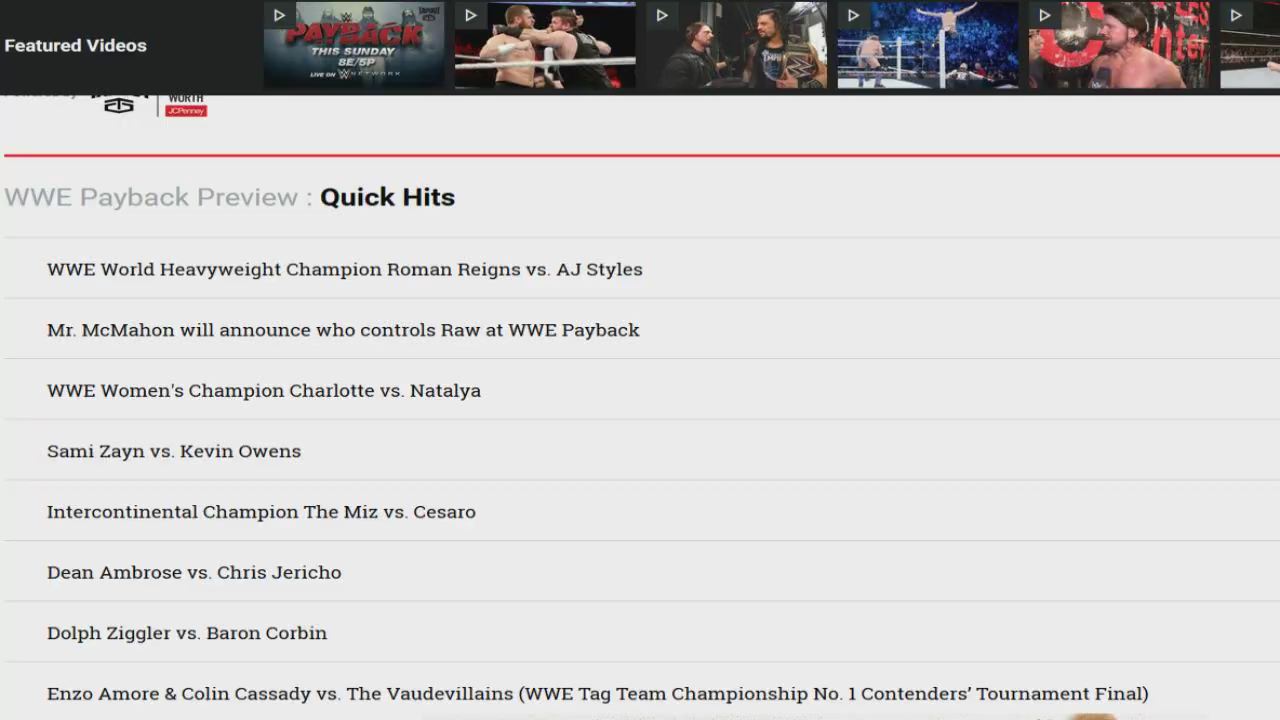 Featured Videos
PAYBACK
THIS SUNDAY
8E/5P
LIVE ON WWE NETWORK
WORTH
JCPenney
WWE Payback Preview : Quick Hits
WWE World Heavyweight Champion Roman Reigns vs. AJ Styles
Mr. McMahon will announce who controls Raw at WWE Payback
WWE Women's Champion Charlotte vs. Natalya
Sami Zayn vs. Kevin Owens
Intercontinental Champion The Miz vs. Cesaro
Dean Ambrose vs. Chris Jericho
Dolph Ziggler vs. Baron Corbin
Enzo Amore & Colin Cassady vs. The Vaudevillains (WWE Tag Team Championship No. 1 Contenders’ Tournament Final)